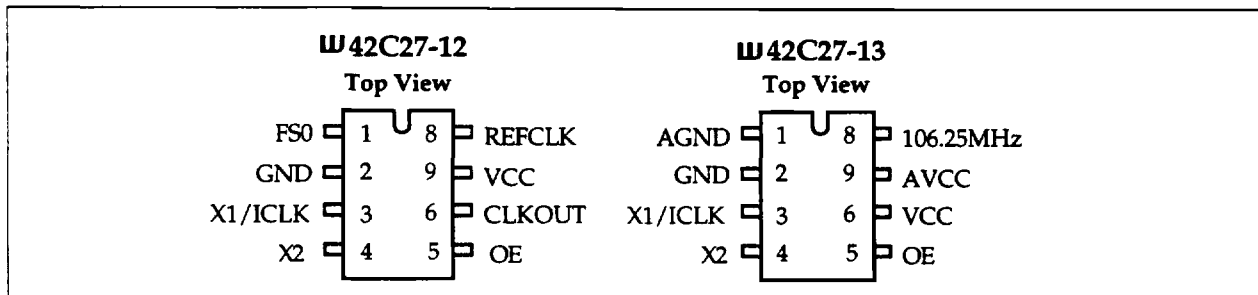 W42C27-12
Top View
FS0 1 8 REFCLK
GND 2 9 VCC
X1/ICLK 3 6 CLKOUT
X2 4 5 OE
W42C27-13
Top View
AGND 1 8 106.25MHz
GND 2 9 AVCC
X1/ICLK 3 6 VCC
X2 4 5 OE